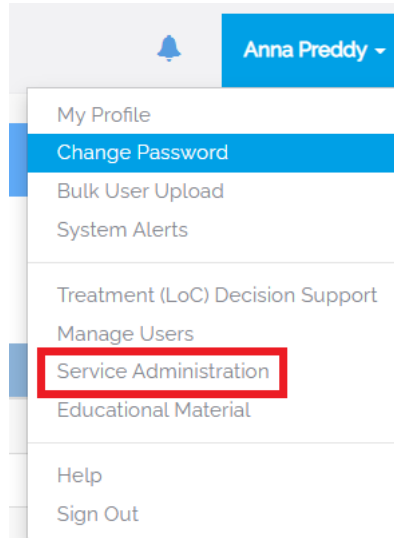 Anna Preddy
My Profile
Change Password
Bulk User Upload
System Alerts
Treatment (LoC) Decision Support
Manage Users
Service Administration
Educational Material
Help
Sign Out